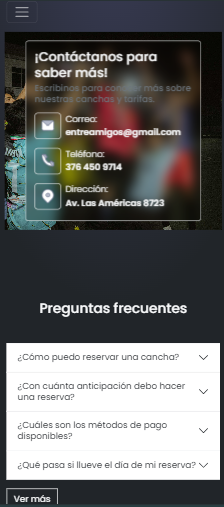 ¡Contáctanos para
saber más!
Escríbinos para conocer más sobre
nuestras canchas y tarifas.
Correo:
entreamigos@gmail.com
Teléfono:
376 450 9714
Dirección:
Av. Las Américas 8723
Preguntas frecuentes
¿Cómo puedo reservar una cancha?
¿Con cuánta anticipación debo hacer
una reserva?
¿Cuáles son los métodos de pago
disponibles?
¿Qué pasa si llueve el día de mi reserva?
Ver más